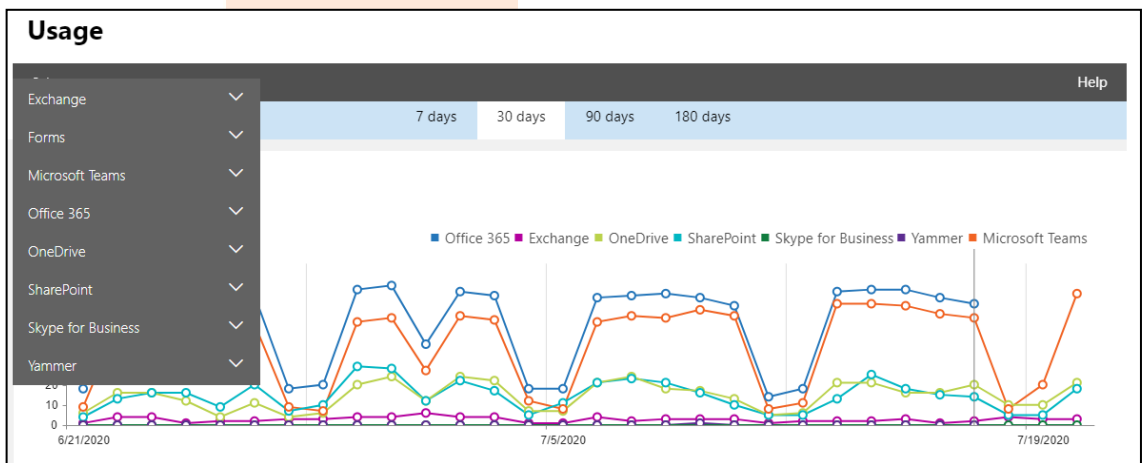 Usage
Help
Exchange
Forms
Microsoft Teams
Office 365
OneDrive
SharePoint
Skype for Business
Yammer
7 days 30 days 90 days 180 days
Office 365 Exchange OneDrive SharePoint Skype for Business Yammer Microsoft Teams
20
10
0
6/21/2020 7/5/2020 7/19/2020